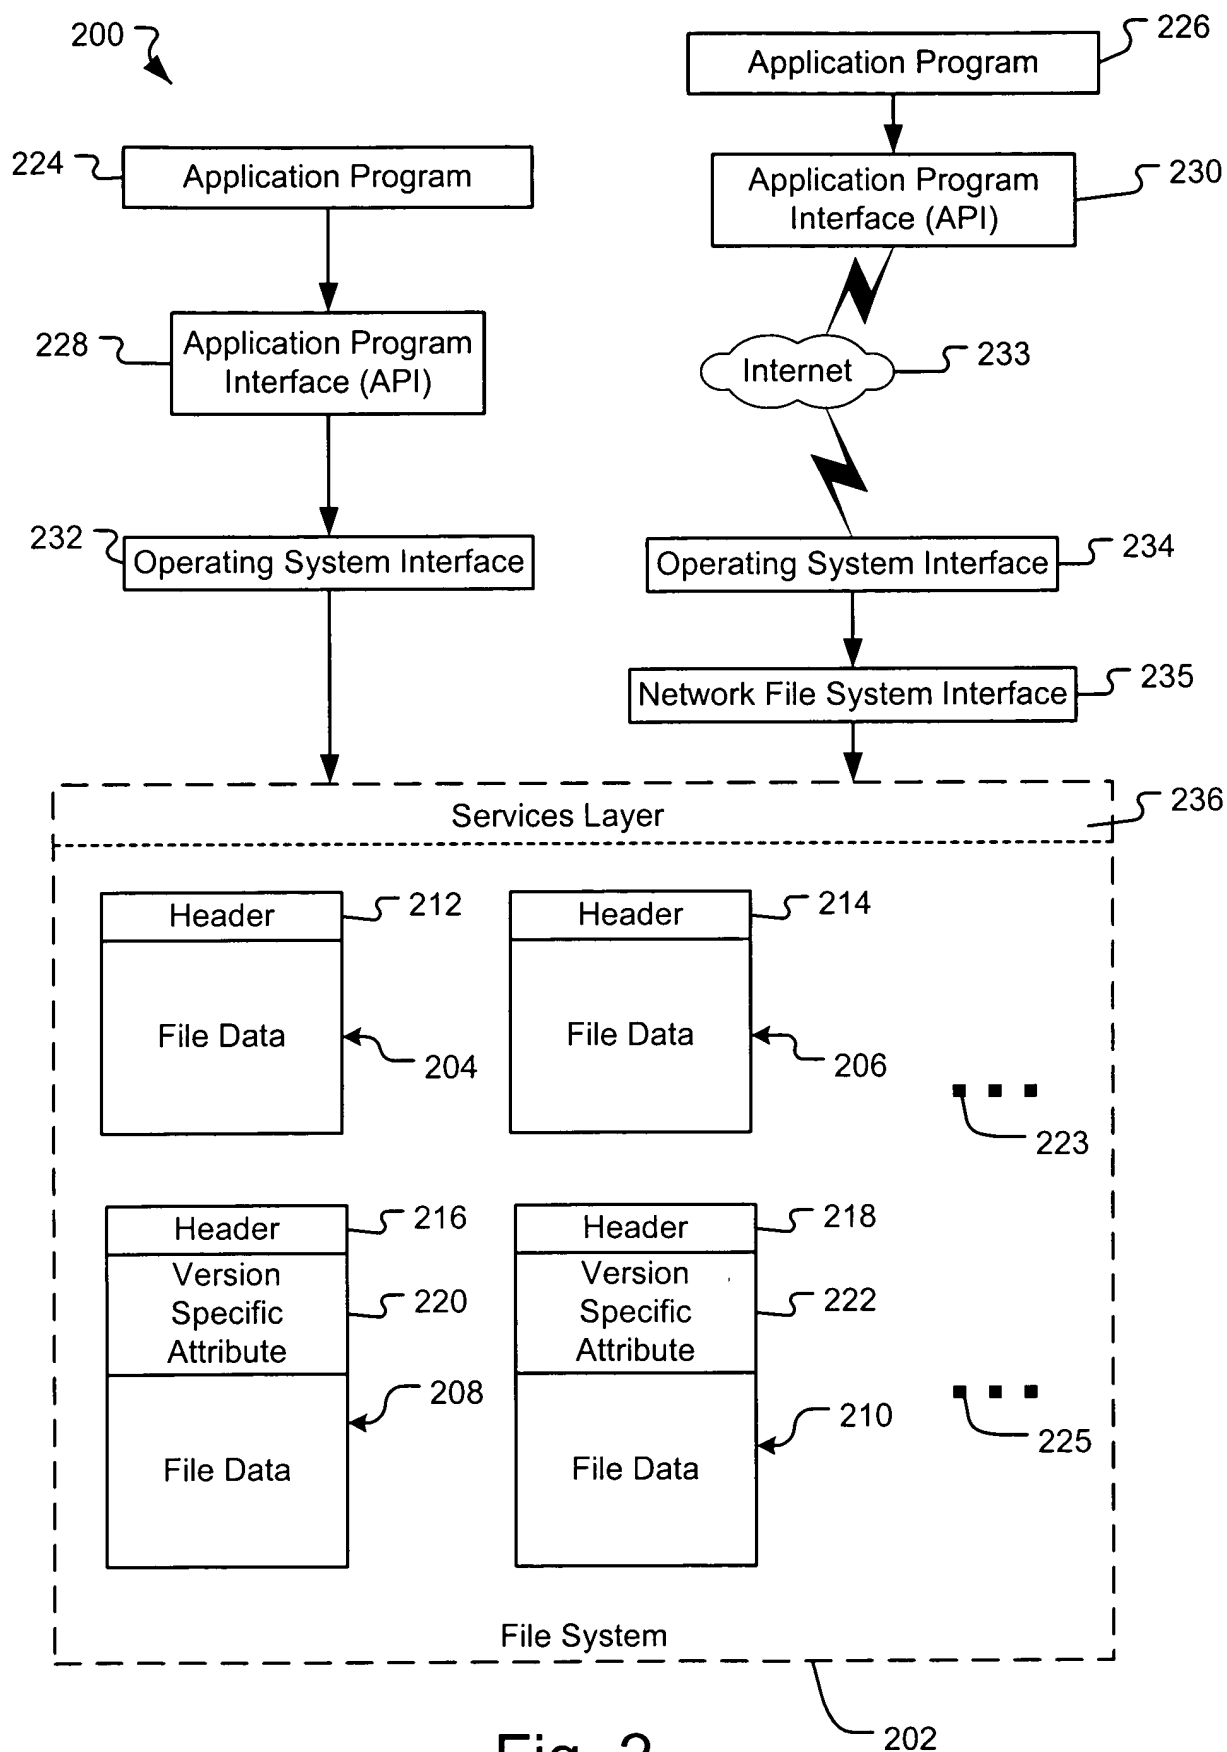 200
226
Application Program
224
Application Program
230
Application Program
Interface (API)
228
Application Program
Interface (API)
Internet
233
232
Operating System Interface
234
Operating System Interface
235
Network File System Interface
236
Services Layer
Header
212
Header
214
File Data
204
File Data
206
223
Header
216
Header
218
Version
Specific
Attribute
220
Version
Specific
Attribute
222
208
File Data
210
File Data
225
File System
202
Fig. 2